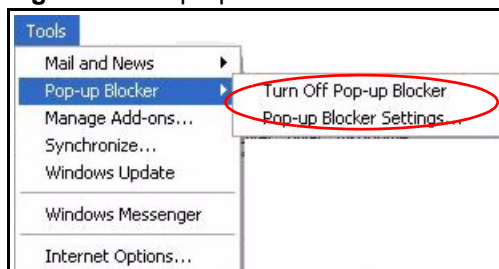 Tools
Mail and News
Pop-up Blocker
Turn Off Pop-up Blocker
Manage Add-ons...
Pop-up Blocker Settings...
Synchronize...
Windows Update
Windows Messenger
Internet Options...